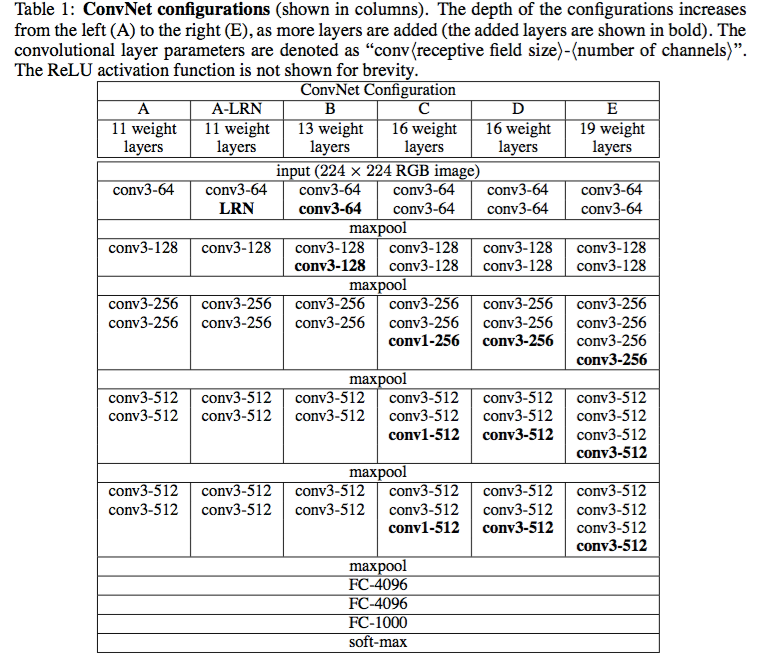 Table 1: ConvNet configurations (shown in columns). The depth of the configurations increases
from the left (A) to the right (E), as more layers are added (the added layers are shown in bold). The
convolutional layer parameters are denoted as “conv⟨receptive field size⟩-⟨number of channels⟩”.
The ReLU activation function is not shown for brevity.
ConvNet Configuration
A A-LRN B C D E
11 weight 11 weight 13 weight 16 weight 16 weight 19 weight
layers layers layers layers layers layers
input (224 × 224 RGB image)
conv3-64 conv3-64 conv3-64 conv3-64 conv3-64 conv3-64
LRN conv3-64 conv3-64 conv3-64 conv3-64
maxpool
conv3-128 conv3-128 conv3-128 conv3-128 conv3-128 conv3-128
conv3-128 conv3-128 conv3-128 conv3-128
maxpool
conv3-256 conv3-256 conv3-256 conv3-256 conv3-256 conv3-256
conv3-256 conv3-256 conv3-256 conv3-256 conv3-256 conv3-256
conv1-256 conv3-256 conv3-256
conv3-256
maxpool
conv3-512 conv3-512 conv3-512 conv3-512 conv3-512 conv3-512
conv3-512 conv3-512 conv3-512 conv3-512 conv3-512 conv3-512
conv1-512 conv3-512 conv3-512
conv3-512
maxpool
conv3-512 conv3-512 conv3-512 conv3-512 conv3-512 conv3-512
conv3-512 conv3-512 conv3-512 conv3-512 conv3-512 conv3-512
conv1-512 conv3-512 conv3-512
conv3-512
maxpool
FC-4096
FC-4096
FC-1000
soft-max